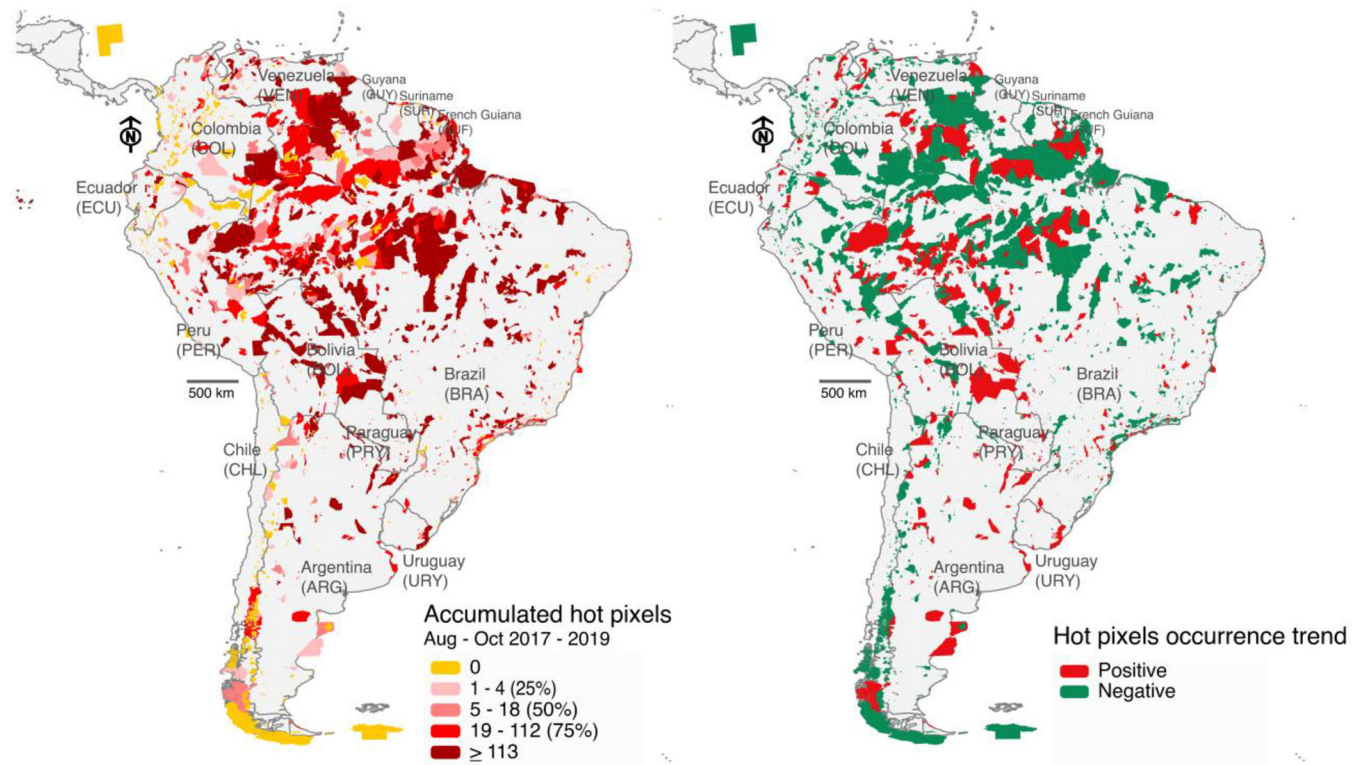 Venezuela
(VEN)
Guyana
(GUY)
Suriname
(SUR)
French Guiana
(GUF)
Colombia
(COL)
N
Ecuador
(ECU)
Peru
(PER)
Bolivia
(BOL)
Brazil
(BRA)
500 km
Paraguay
(PRY)
Chile
(CHL)
Argentina
(ARG)
Uruguay
(URY)
Accumulated hot pixels
Aug - Oct 2017 - 2019
0
1 - 4 (25%)
5 - 18 (50%)
19 - 112 (75%)
≥ 113
Venezuela
(VEN)
Guyana
(GUY)
Suriname
(SUR)
French Guiana
(GUF)
Colombia
(COL)
N
Ecuador
(ECU)
Peru
(PER)
Bolivia
(BOL)
Brazil
(BRA)
500 km
Paraguay
(PRY)
Chile
(CHL)
Argentina
(ARG)
Uruguay
(URY)
Hot pixels occurrence trend
Positive
Negative